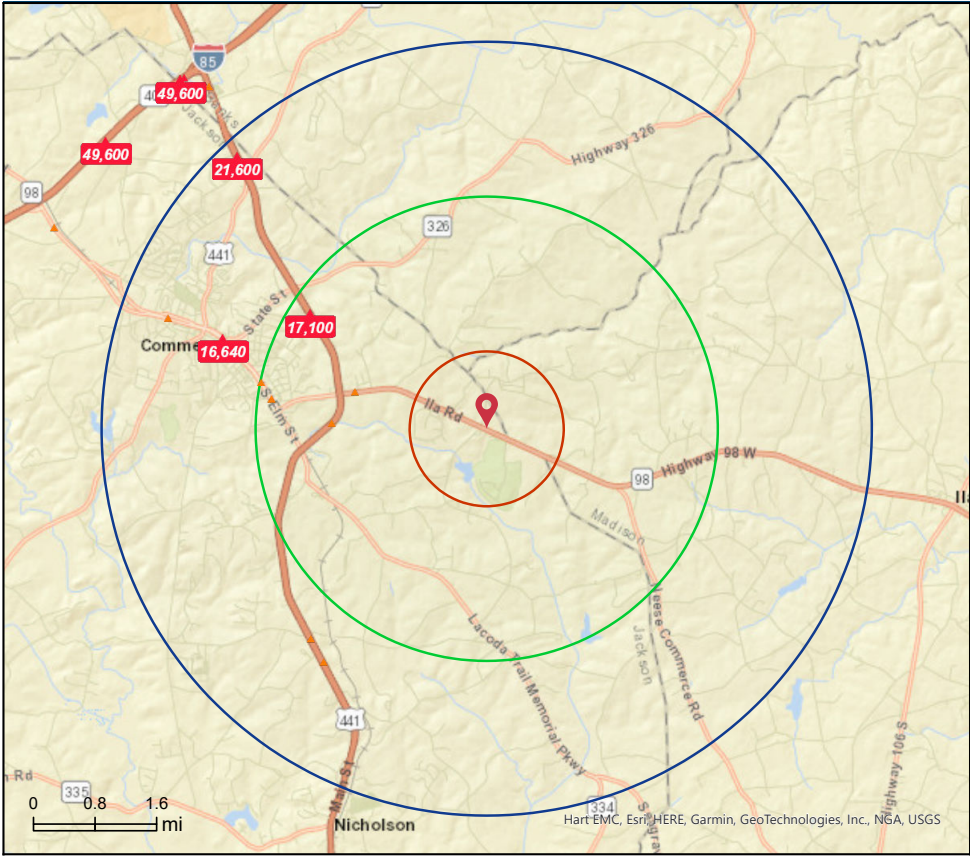 85
40
49,600
Banks
Jackson
49,600
21,600
Highway 326
98
326
441
State St
17,100
Comme
16,640
S Elm St
Ila Rd
Highway 98 W
98
Ila
Madison
Jackson
Neese Commerce Rd
Lacoda Trail Memorial Pkwy
441
Highway 106 S
Main St
n Rd
335
334
0 0.8 1.6
mi
Nicholson
Hart EMC, Esri, HERE, Garmin, GeoTechnologies, Inc., NGA, USGS